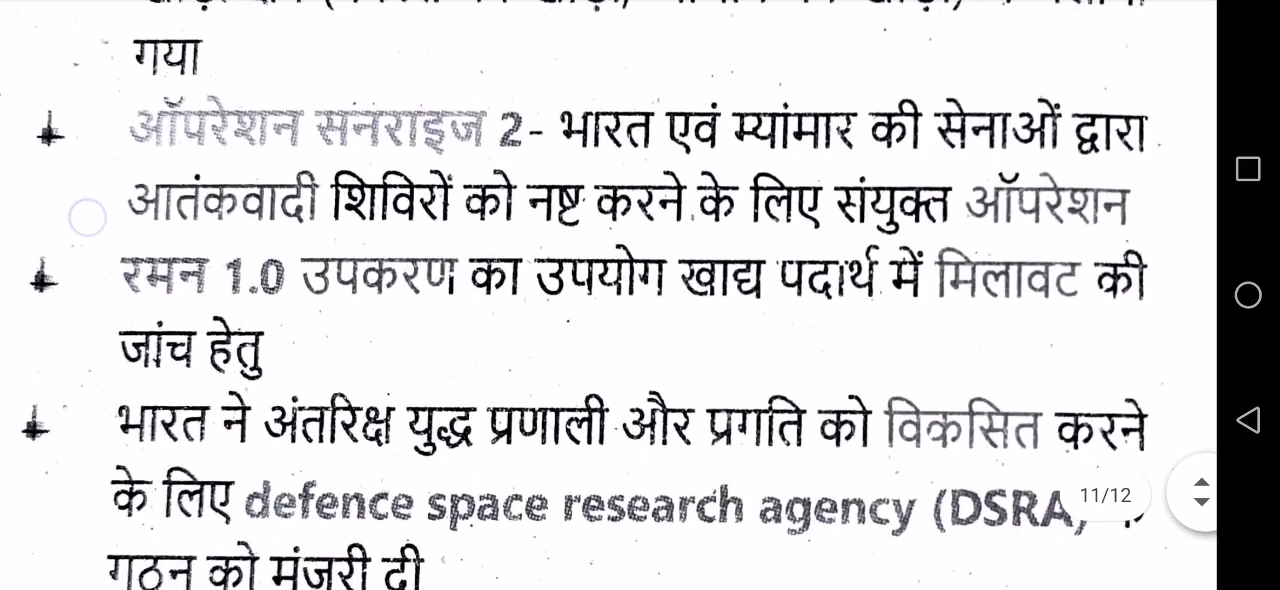 गया
ऑपरेशन सनराइज 2- भारत एवं म्यांमार की सेनाओं द्वारा
आतंकवादी शिविरों को नष्ट करने के लिए संयुक्त ऑपरेशन
रमन 1.0 उपकरण का उपयोग खाद्य पदार्थ में मिलावट की
जांच हेतु
भारत ने अंतरिक्ष युद्ध प्रणाली और प्रगति को विकसित करने
के लिए defence space research agency (DSRA)
11/12
गठन को मंजूरी दी